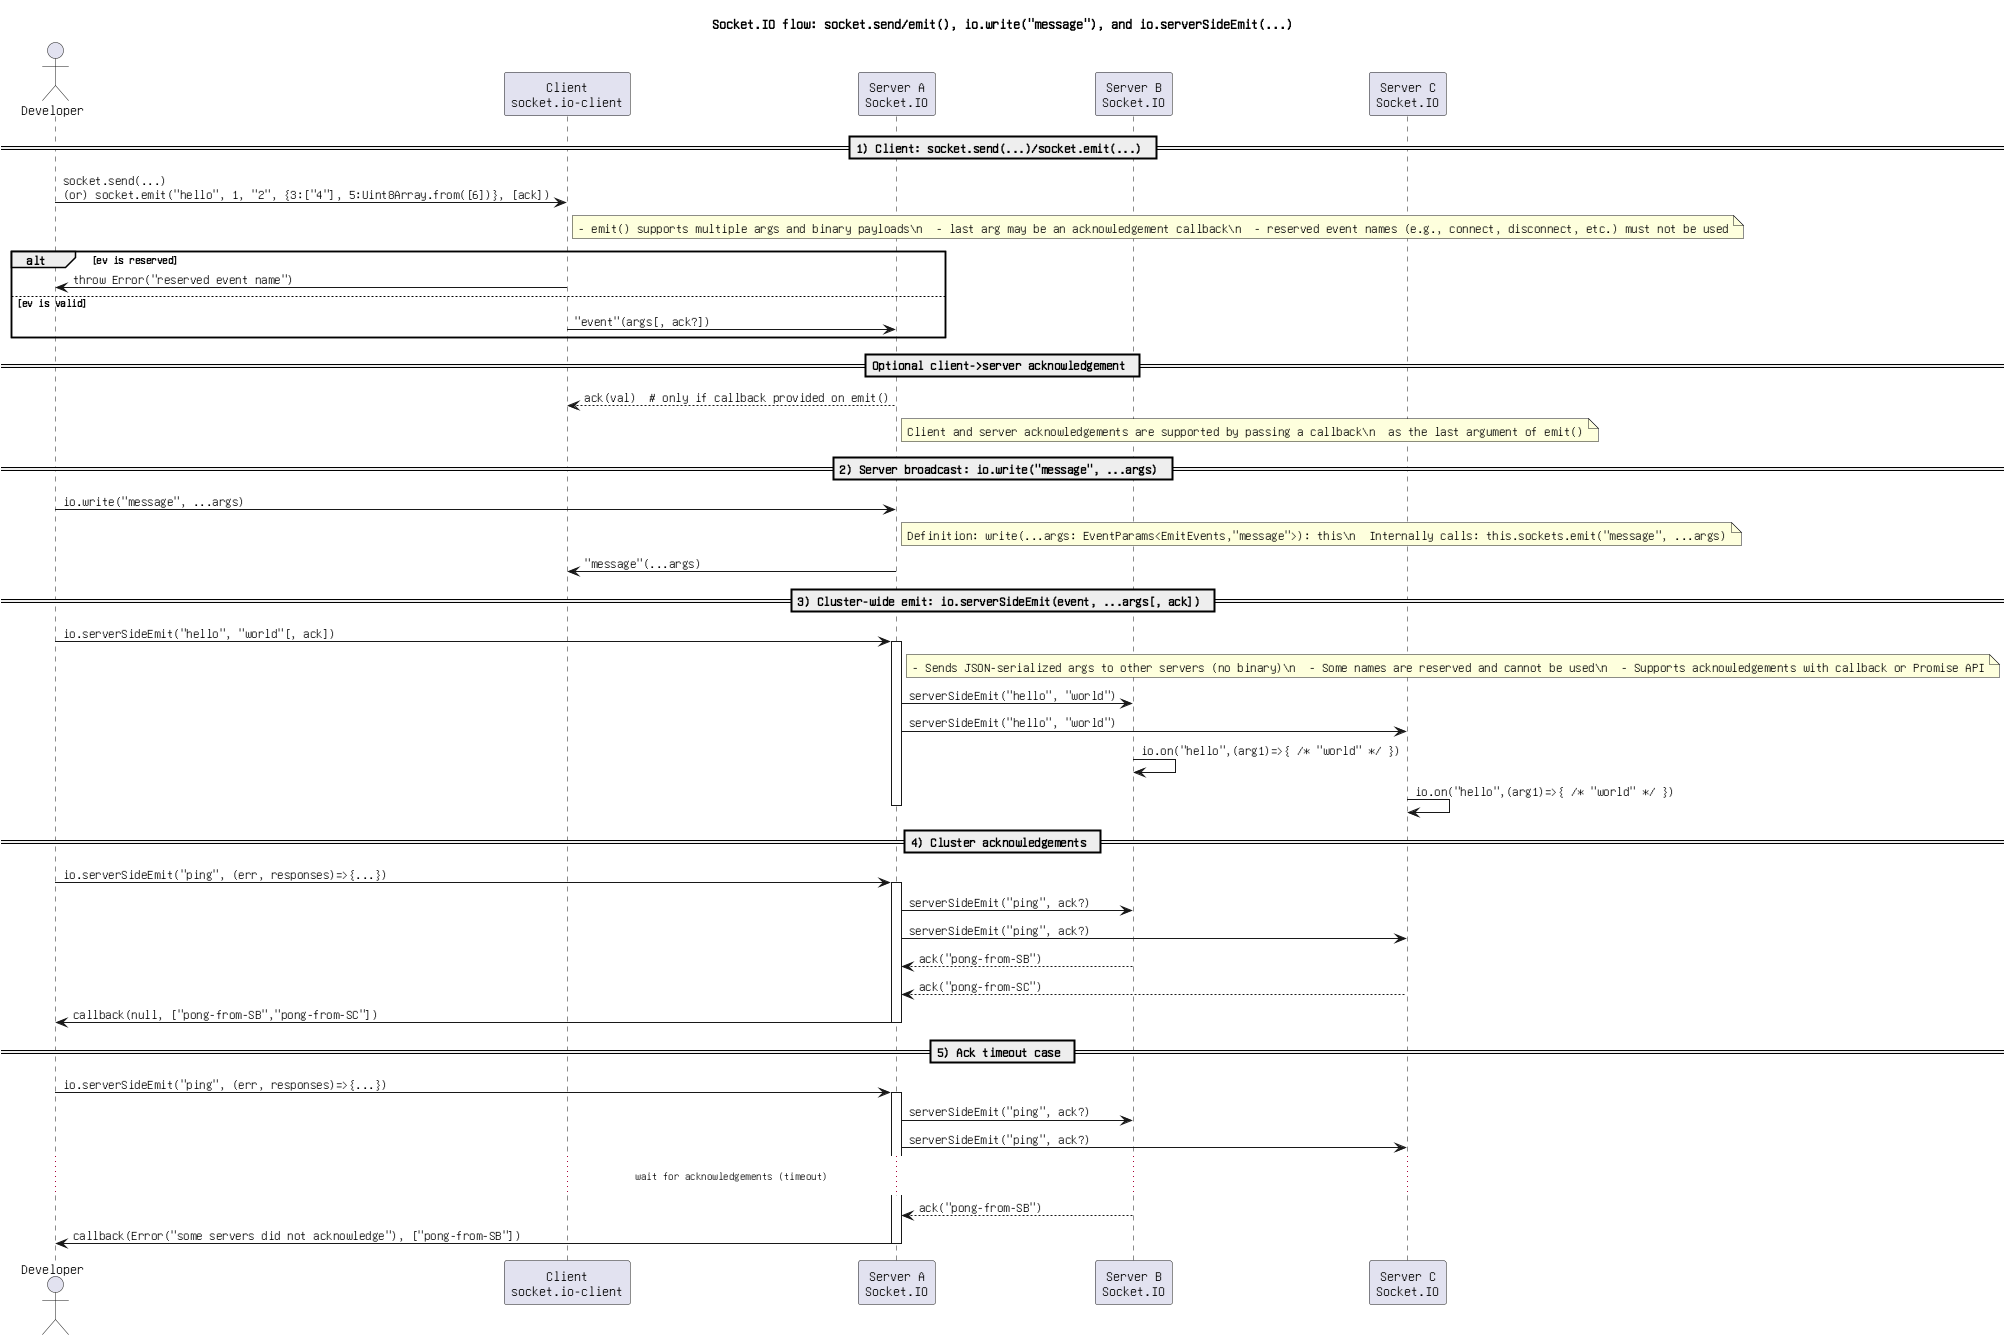 Socket.IO flow: socket.send/emit(), io.write("message"), and io.serverSideEmit(...)
Developer
Client
socket.io-client
Server A
Socket.IO
Server B
Socket.IO
Server C
Socket.IO
1) Client: socket.send(...)/socket.emit(...)
socket.send(...)
(or) socket.emit("hello", 1, "2", {3:["4"], 5:Uint8Array.from([6])}, [ack])
- emit() supports multiple args and binary payloads\n  - last arg may be an acknowledgement callback\n  - reserved event names (e.g., connect, disconnect, etc.) must not be used
alt [ev is reserved]
throw Error("reserved event name")
[ev is valid]
"event"(args[, ack?])
Optional client->server acknowledgement
ack(val)  # only if callback provided on emit()
Client and server acknowledgements are supported by passing a callback\n  as the last argument of emit()
2) Server broadcast: io.write("message", ...args)
io.write("message", ...args)
Definition: write(...args: EventParams<EmitEvents,"message">): this\n  Internally calls: this.sockets.emit("message", ...args)
"message"(...args)
3) Cluster-wide emit: io.serverSideEmit(event, ...args[, ack])
io.serverSideEmit("hello", "world"[, ack])
- Sends JSON-serialized args to other servers (no binary)\n  - Some names are reserved and cannot be used\n  - Supports acknowledgements with callback or Promise API
serverSideEmit("hello", "world")
serverSideEmit("hello", "world")
io.on("hello",(arg1)=>{ /* "world" */ })
io.on("hello",(arg1)=>{ /* "world" */ })
4) Cluster acknowledgements
io.serverSideEmit("ping", (err, responses)=>{...})
serverSideEmit("ping", ack?)
serverSideEmit("ping", ack?)
ack("pong-from-SB")
ack("pong-from-SC")
callback(null, ["pong-from-SB","pong-from-SC"])
5) Ack timeout case
io.serverSideEmit("ping", (err, responses)=>{...})
serverSideEmit("ping", ack?)
serverSideEmit("ping", ack?)
wait for acknowledgements (timeout)
ack("pong-from-SB")
callback(Error("some servers did not acknowledge"), ["pong-from-SB"])
Developer
Client
socket.io-client
Server A
Socket.IO
Server B
Socket.IO
Server C
Socket.IO